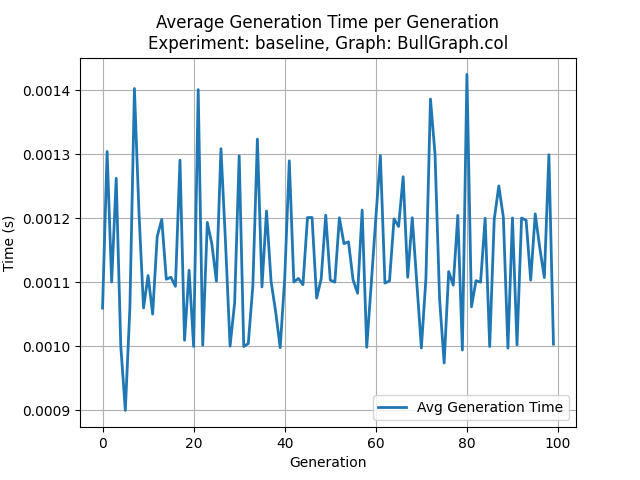 Average Generation Time per Generation
Experiment: baseline, Graph: BullGraph.col
Time (s)
0.0014
0.0013
0.0012
0.0011
0.0010
0.0009
Avg Generation Time
0 20 40 60 80 100
Generation